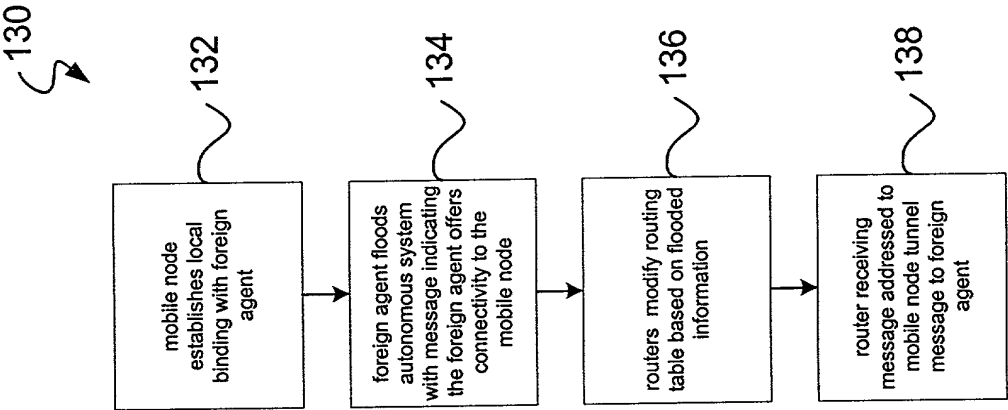 130
mobile node
establishes local
binding with foreign
agent
132
foreign agent floods
autonomous system
with message indicating
the foreign agent offers
connectivity to the
mobile node
134
routers modify routing
table based on flooded
information
136
router receiving
message addressed to
mobile node tunnel
message to foreign
agent
138